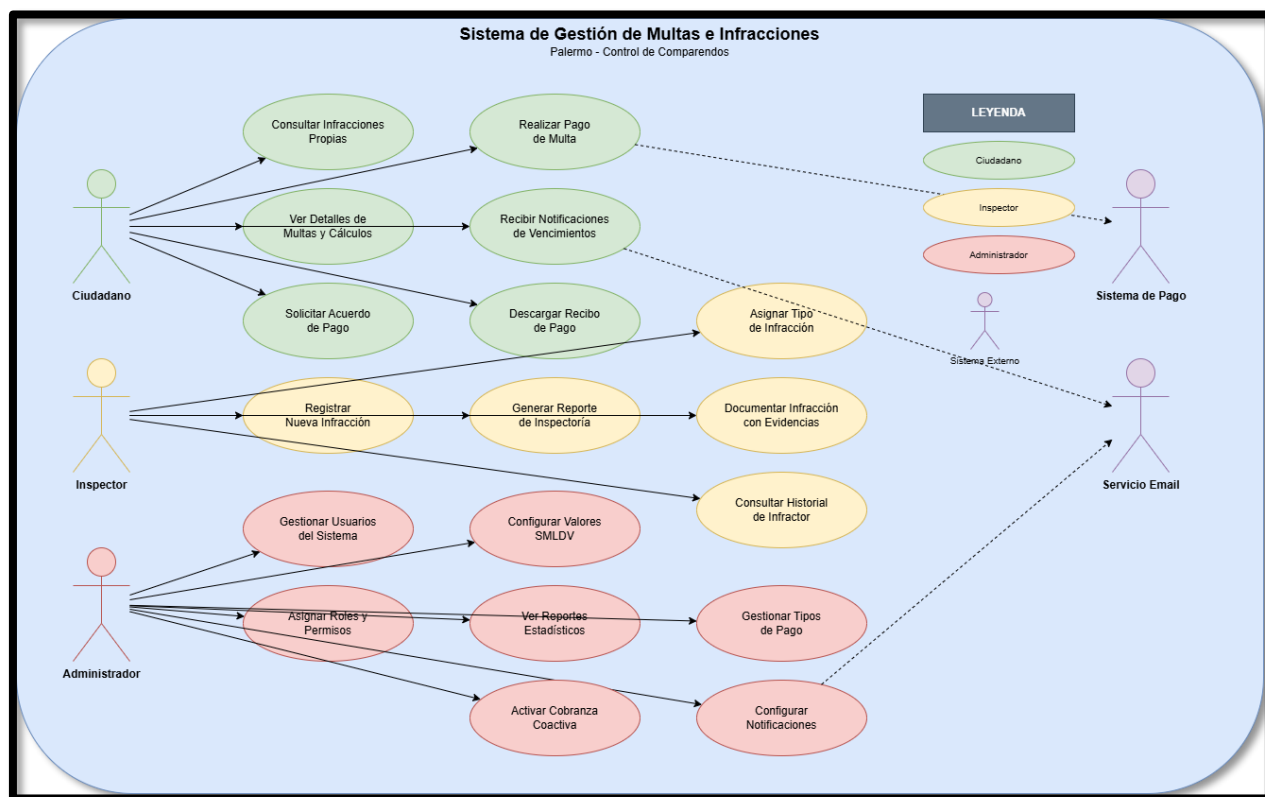 Sistema de Gestión de Multas e Infracciones
Palermo - Control de Comparendos
LEYENDA
Ciudadano
Inspector
Administrador
Sistema Externo
Consultar Infracciones
Propias
Realizar Pago
de Multa
Ver Detalles de
Multas y Cálculos
Recibir Notificaciones
de Vencimientos
Ciudadano
Sistema de Pago
Solicitar Acuerdo
de Pago
Descargar Recibo
de Pago
Asignar Tipo
de Infracción
Registrar
Nueva Infracción
Generar Reporte
de Inspectoría
Documentar Infracción
con Evidencias
Inspector
Servicio Email
Consultar Historial
de Infractor
Gestionar Usuarios
del Sistema
Configurar Valores
SMLDV
Asignar Roles y
Permisos
Ver Reportes
Estadísticos
Gestionar Tipos
de Pago
Administrador
Activar Cobranza
Coactiva
Configurar
Notificaciones